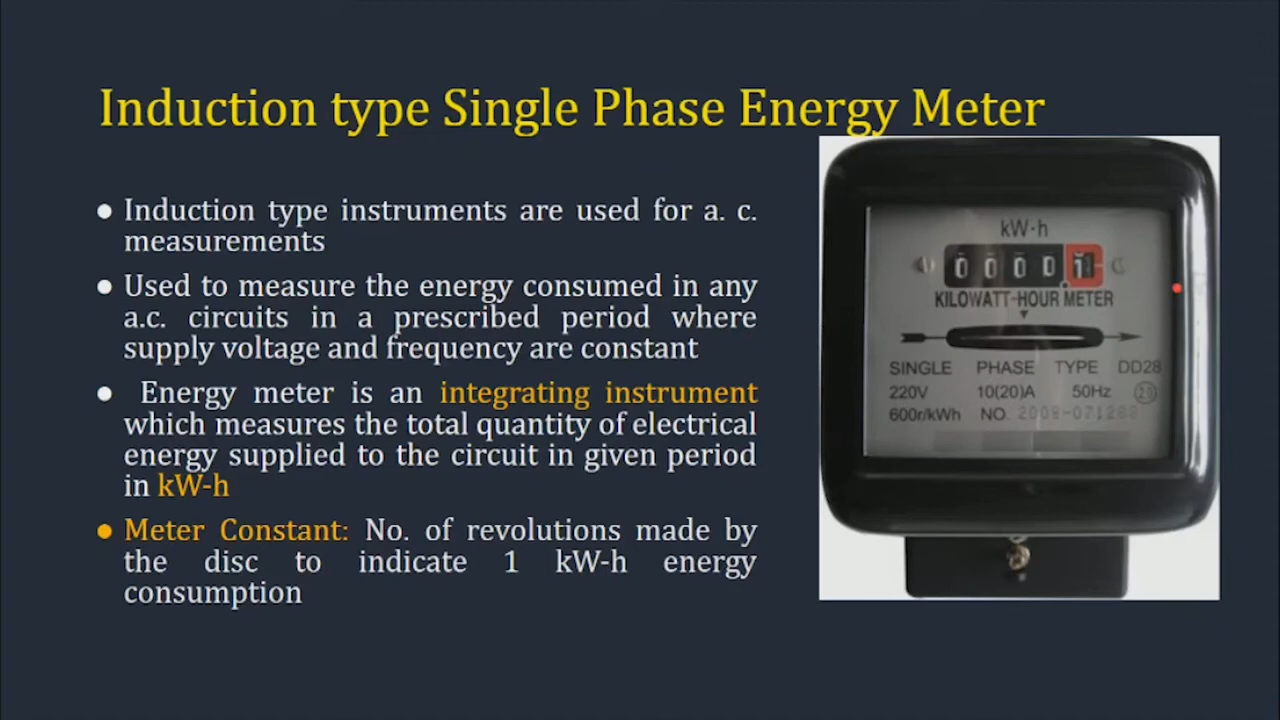 Induction type Single Phase Energy Meter
● Induction type instruments are used for a. c.
measurements
● Used to measure the energy consumed in any
a.c. circuits in a prescribed period where
supply voltage and frequency are constant
● Energy meter is an integrating instrument
which measures the total quantity of electrical
energy supplied to the circuit in given period
in kW-h
● Meter Constant: No. of revolutions made by
the disc to indicate 1 kW-h energy
consumption
kW·h
0 0 0 0 1
KILOWATT-HOUR METER
SINGLE PHASE TYPE DD28
220V 10(20)A 50Hz
600r/kWh NO.